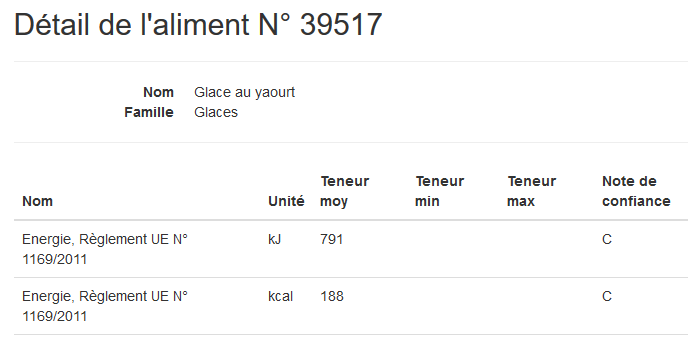 Détail de l'aliment N° 39517
Nom Glace au yaourt
Famille Glaces
Nom Unité Teneur moy Teneur min Teneur max Note de confiance
Energie, Règlement UE N° 1169/2011 kJ 791 C
Energie, Règlement UE N° 1169/2011 kcal 188 C